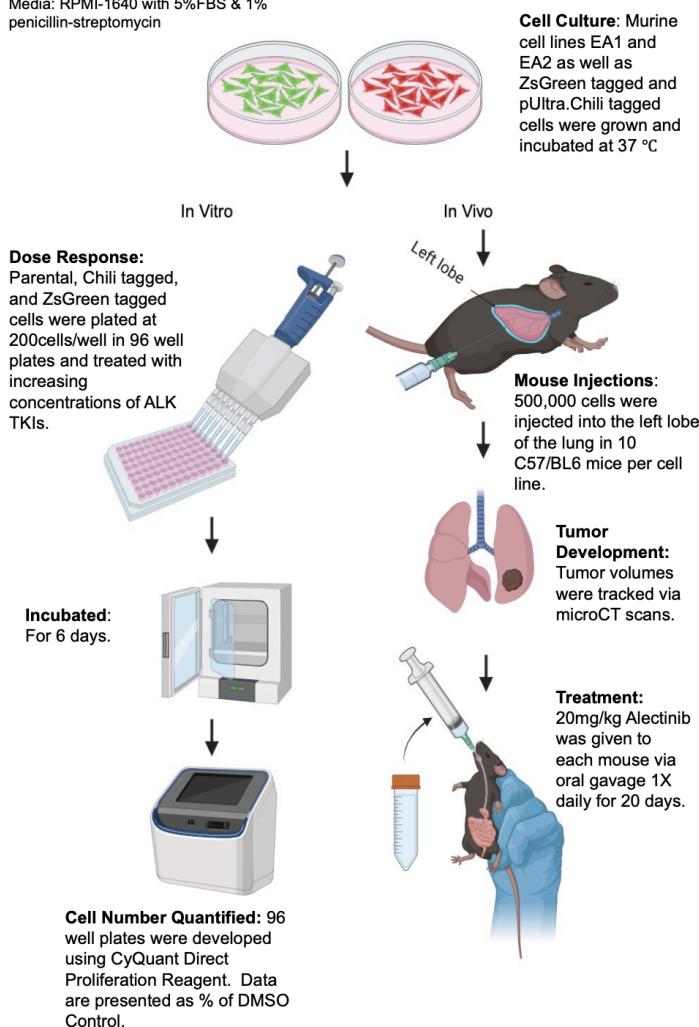 Media: RPMI-1640 with 5%FBS & 1%
penicillin-streptomycin
Cell Culture: Murine
cell lines EA1 and
EA2 as well as
ZsGreen tagged and
pUltra.Chili tagged
cells were grown and
incubated at 37 ℃
In Vitro
In Vivo
Dose Response:
Parental, Chili tagged,
and ZsGreen tagged
cells were plated at
200cells/well in 96 well
plates and treated with
increasing
concentrations of ALK
TKIs.
Left lobe
Mouse Injections:
500,000 cells were
injected into the left lobe
of the lung in 10
C57/BL6 mice per cell
line.
Tumor
Development:
Tumor volumes
were tracked via
microCT scans.
Incubated:
For 6 days.
Treatment:
20mg/kg Alectinib
was given to
each mouse via
oral gavage 1X
daily for 20 days.
Cell Number Quantified: 96
well plates were developed
using CyQuant Direct
Proliferation Reagent.  Data
are presented as % of DMSO
Control.